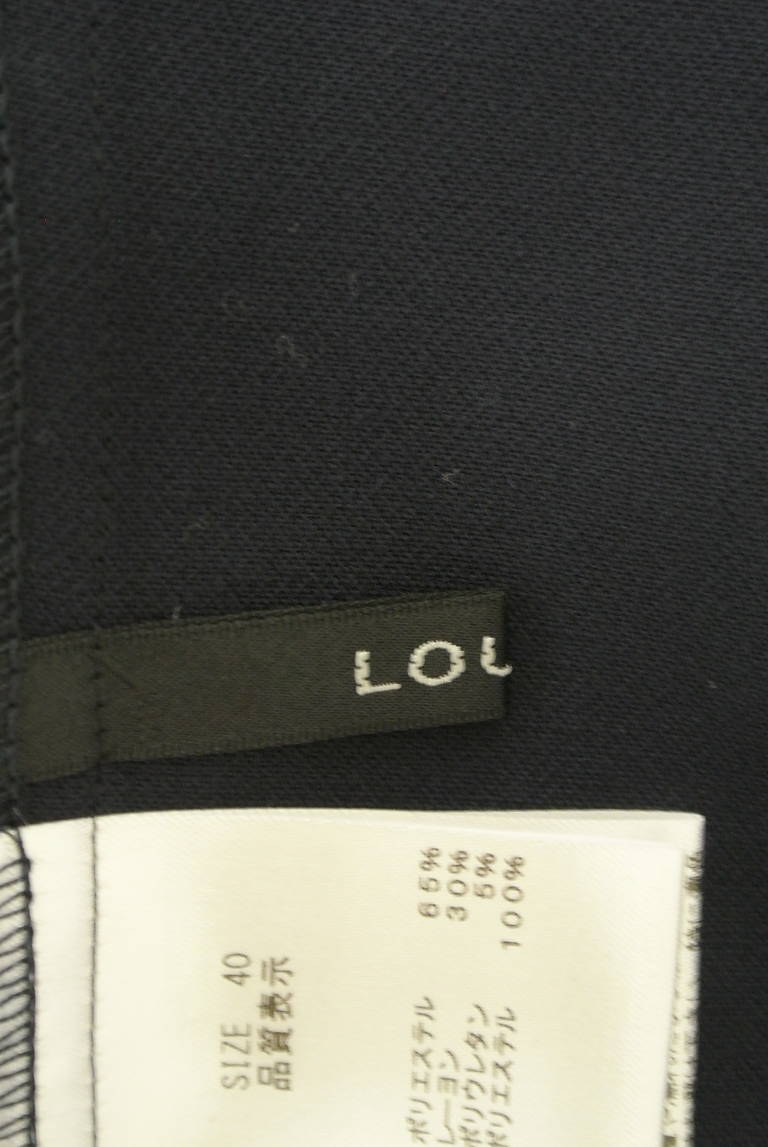 LOU
SIZE 40
品質表示
ポリエステル 65%
レーヨン 30%
ポリウレタン 5%
ポリエステル 100%